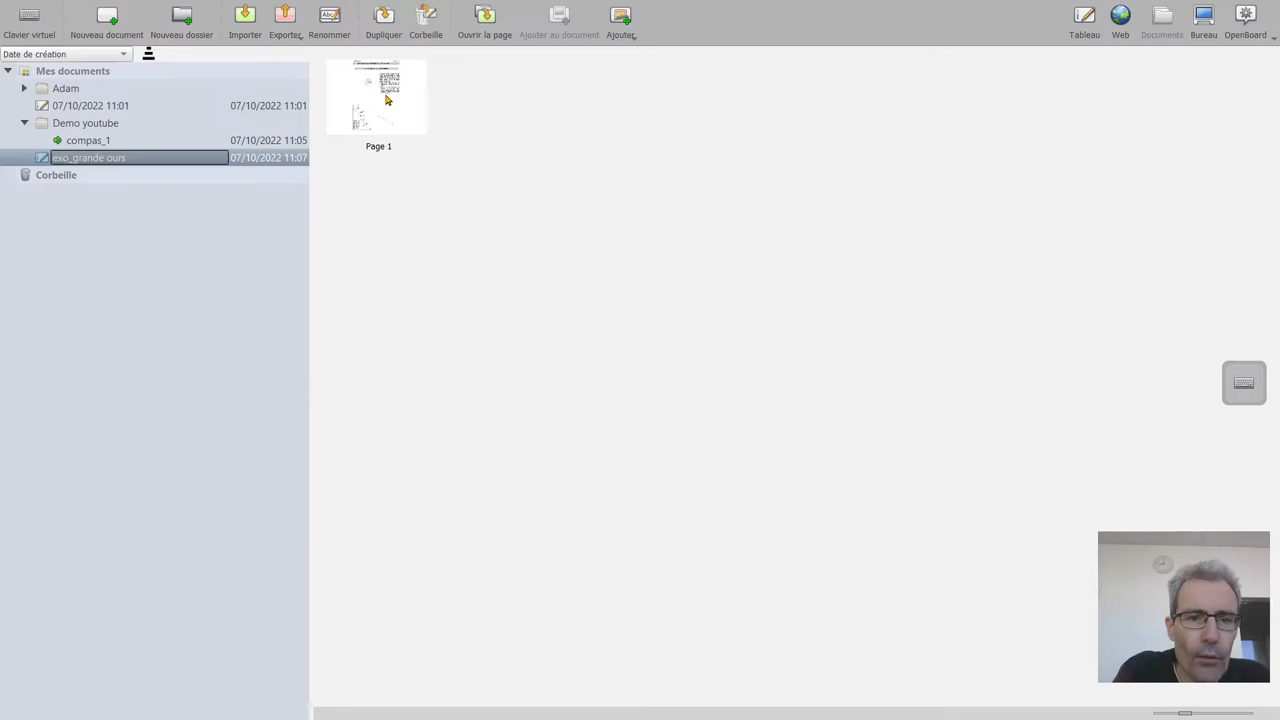 Clavier virtuel
Nouveau document
Nouveau dossier
Importer
Exporter
Renommer
Dupliquer
Corbeille
Ouvrir la page
Ajouter au document
Ajouter
Tableau
Web
Documents
Bureau
OpenBoard
Date de création
Mes documents
Adam
07/10/2022 11:01 07/10/2022 11:01
Demo youtube
compas_1 07/10/2022 11:05
exo_grande ours 07/10/2022 11:07
Corbeille
Page 1